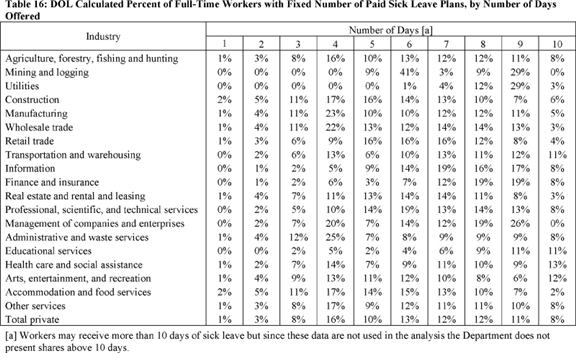 Table 16: DOL Calculated Percent of Full-Time Workers with Fixed Number of Paid Sick Leave Plans, by Number of Days
Offered
Industry Number of Days [a]
1 2 3 4 5 6 7 8 9 10
Agriculture, forestry, fishing and hunting 1% 3% 8% 16% 10% 13% 12% 12% 11% 8%
Mining and logging 0% 0% 0% 0% 9% 41% 3% 9% 29% 0%
Utilities 0% 0% 0% 0% 0% 1% 4% 12% 29% 3%
Construction 2% 5% 11% 17% 16% 14% 13% 10% 7% 6%
Manufacturing 1% 4% 11% 23% 10% 10% 12% 12% 11% 5%
Wholesale trade 1% 4% 11% 22% 13% 12% 14% 14% 13% 3%
Retail trade 1% 3% 6% 9% 16% 16% 16% 12% 8% 4%
Transportation and warehousing 0% 2% 6% 13% 6% 10% 13% 11% 12% 11%
Information 0% 1% 2% 5% 9% 14% 19% 16% 17% 8%
Finance and insurance 0% 1% 2% 6% 3% 7% 12% 19% 19% 8%
Real estate and rental and leasing 1% 4% 7% 11% 13% 14% 14% 11% 8% 3%
Professional, scientific, and technical services 0% 2% 5% 10% 14% 19% 13% 14% 13% 8%
Management of companies and enterprises 0% 2% 7% 20% 7% 14% 12% 19% 26% 0%
Administrative and waste services 1% 4% 12% 25% 7% 8% 9% 9% 9% 8%
Educational services 0% 0% 2% 5% 2% 4% 6% 9% 11% 11%
Health care and social assistance 1% 2% 7% 14% 7% 9% 11% 10% 9% 13%
Arts, entertainment, and recreation 1% 4% 9% 13% 11% 12% 10% 8% 6% 12%
Accommodation and food services 2% 5% 11% 17% 14% 15% 13% 10% 7% 2%
Other services 1% 3% 8% 17% 9% 12% 11% 11% 10% 8%
Total private 1% 3% 8% 16% 10% 13% 12% 12% 11% 8%
[a] Workers may receive more than 10 days of sick leave but since these data are not used in the analysis the Department does
not present shares above 10 days.